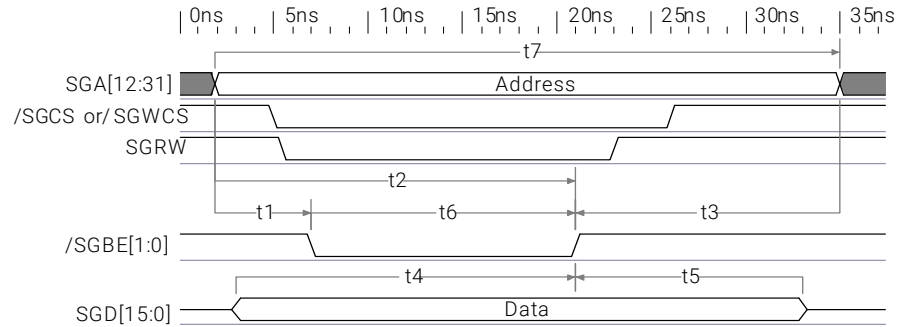 0ns 5ns 10ns 15ns 20ns 25ns 30ns 35ns
t7
SGA[12:31] Address
/SGCS or/SGWCS
SGRW
t2
t1 t6 t3
/SGBE[1:0]
t4 t5
SGD[15:0] Data